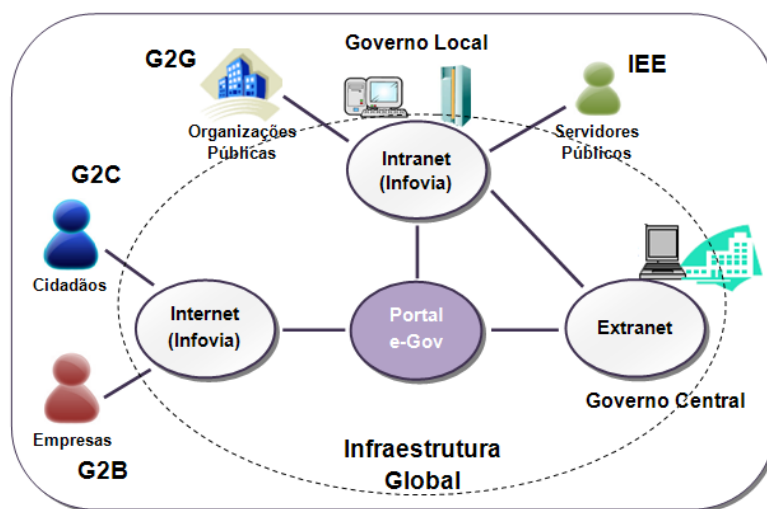 Governo Local
G2G
IEE
Organizações
Públicas
Servidores
Públicos
Intranet
(Infovia)
G2C
Cidadãos
Internet
(Infovia)
Portal
e-Gov
Extranet
Governo Central
Empresas
G2B
Infraestrutura
Global